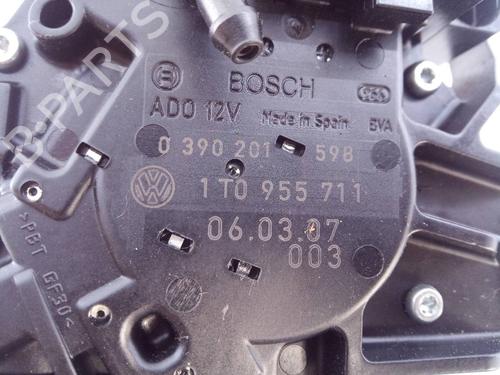 BOSCH
ADO 12V
Made in Spain
BVA
0 390 201 598
1T0 955 711
06.03.07
003
>PBT GF30<
B-PARTS